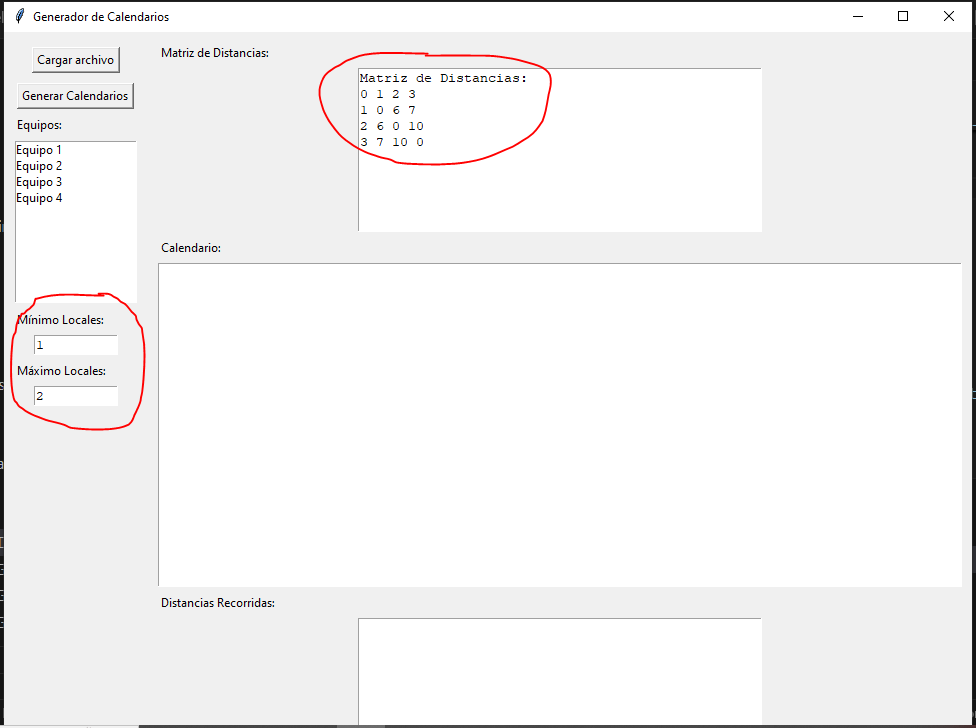 Generador de Calendarios
Cargar archivo
Generar Calendarios
Equipos:
Equipo 1
Equipo 2
Equipo 3
Equipo 4
Mínimo Locales:
1
Máximo Locales:
2
Matriz de Distancias:
Matriz de Distancias:
0 1 2 3
1 0 6 7
2 6 0 10
3 7 10 0
Calendario:
Distancias Recorridas: